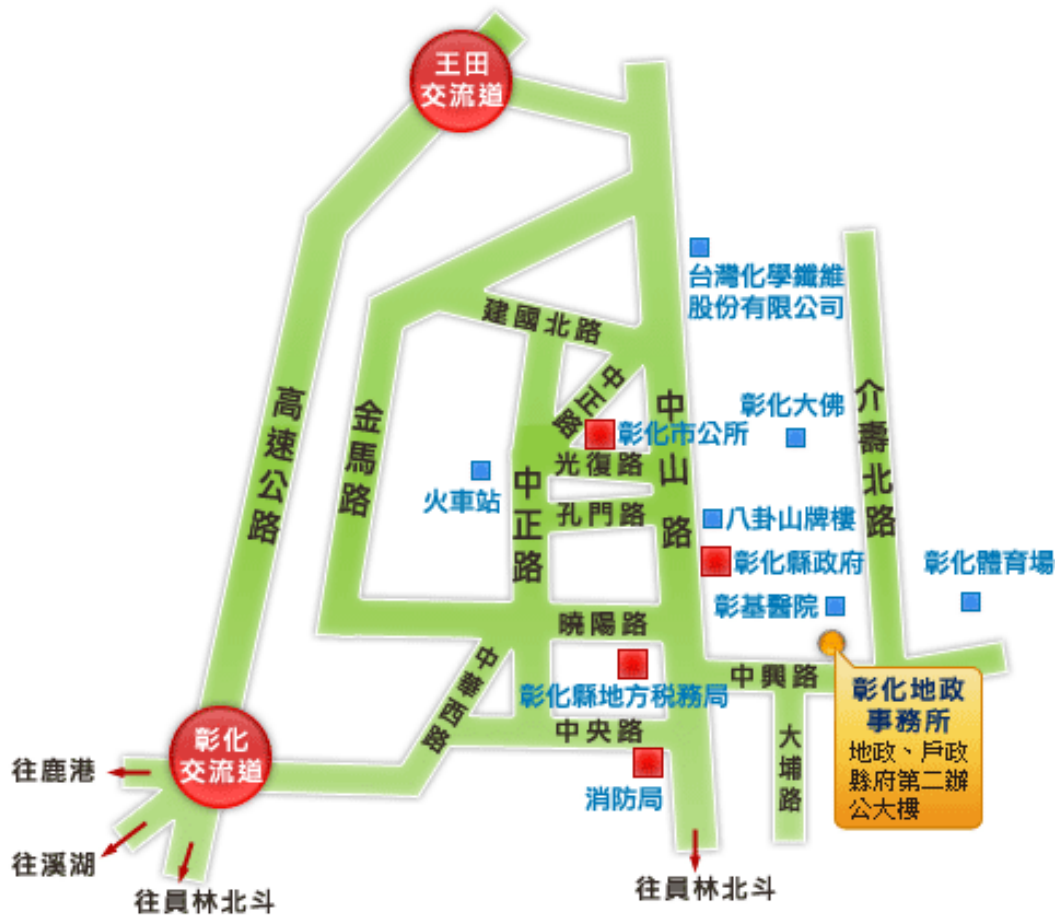 王田
交流道
台灣化學纖維
股份有限公司
建國北路
中正路
高速公路
金馬路
中山路
介壽北路
彰化大佛
彰化市公所
光復路
火車站
中正路
孔門路
八卦山牌樓
彰化縣政府
彰化體育場
彰基醫院
曉陽路
中華西路
中興路
彰化縣地方税務局
彰化地政
事務所
地政、戶政
縣府第二辦
公大樓
中央路
大埔路
彰化
交流道
往鹿港
消防局
往溪湖
往員林北斗
往員林北斗